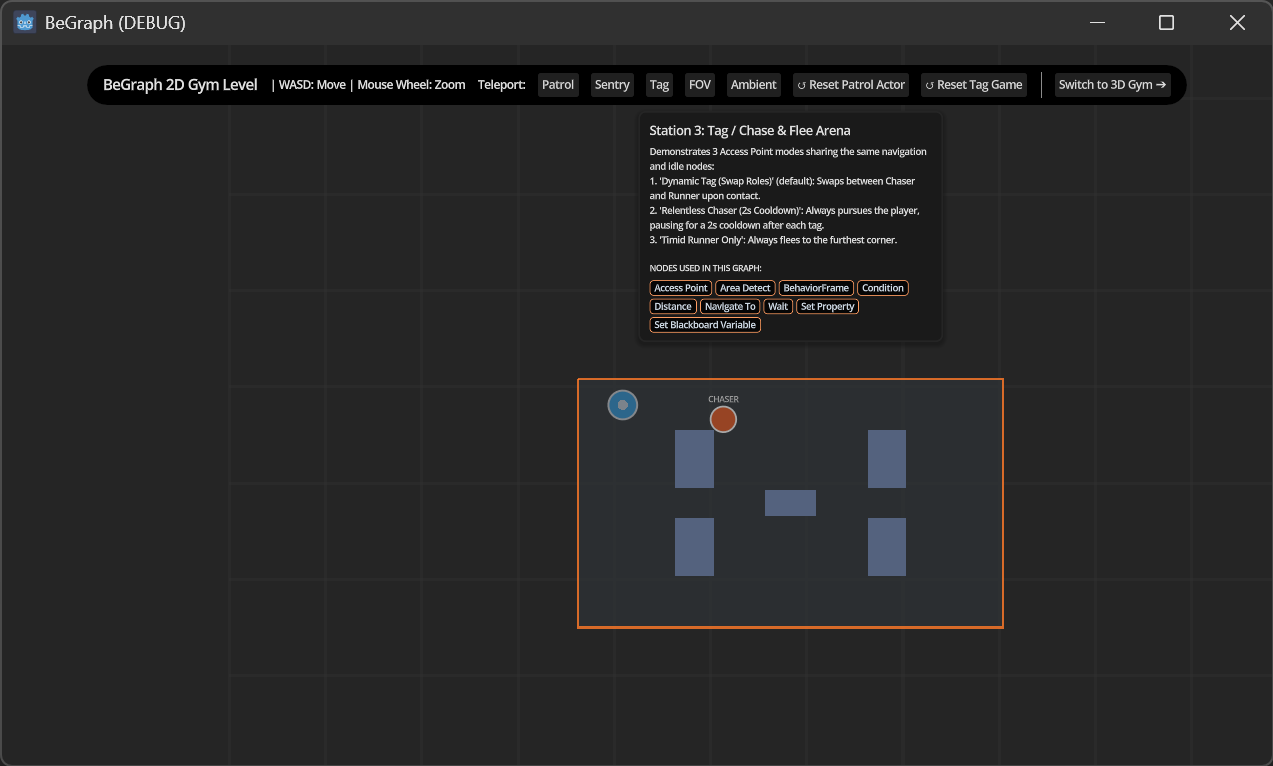 BeGraph (DEBUG)
BeGraph 2D Gym Level | WASD: Move | Mouse Wheel: Zoom Teleport: Patrol Sentry Tag FOV Ambient ↺ Reset Patrol Actor ↺ Reset Tag Game Switch to 3D Gym ➔
Station 3: Tag / Chase & Flee Arena
Demonstrates 3 Access Point modes sharing the same navigation
and idle nodes:
1. 'Dynamic Tag (Swap Roles)' (default): Swaps between Chaser
and Runner upon contact.
2. 'Relentless Chaser (2s Cooldown)': Always pursues the player,
pausing for a 2s cooldown after each tag.
3. 'Timid Runner Only': Always flees to the furthest corner.
NODES USED IN THIS GRAPH:
Access Point Area Detect BehaviorFrame Condition
Distance Navigate To Wait Set Property
Set Blackboard Variable
CHASER